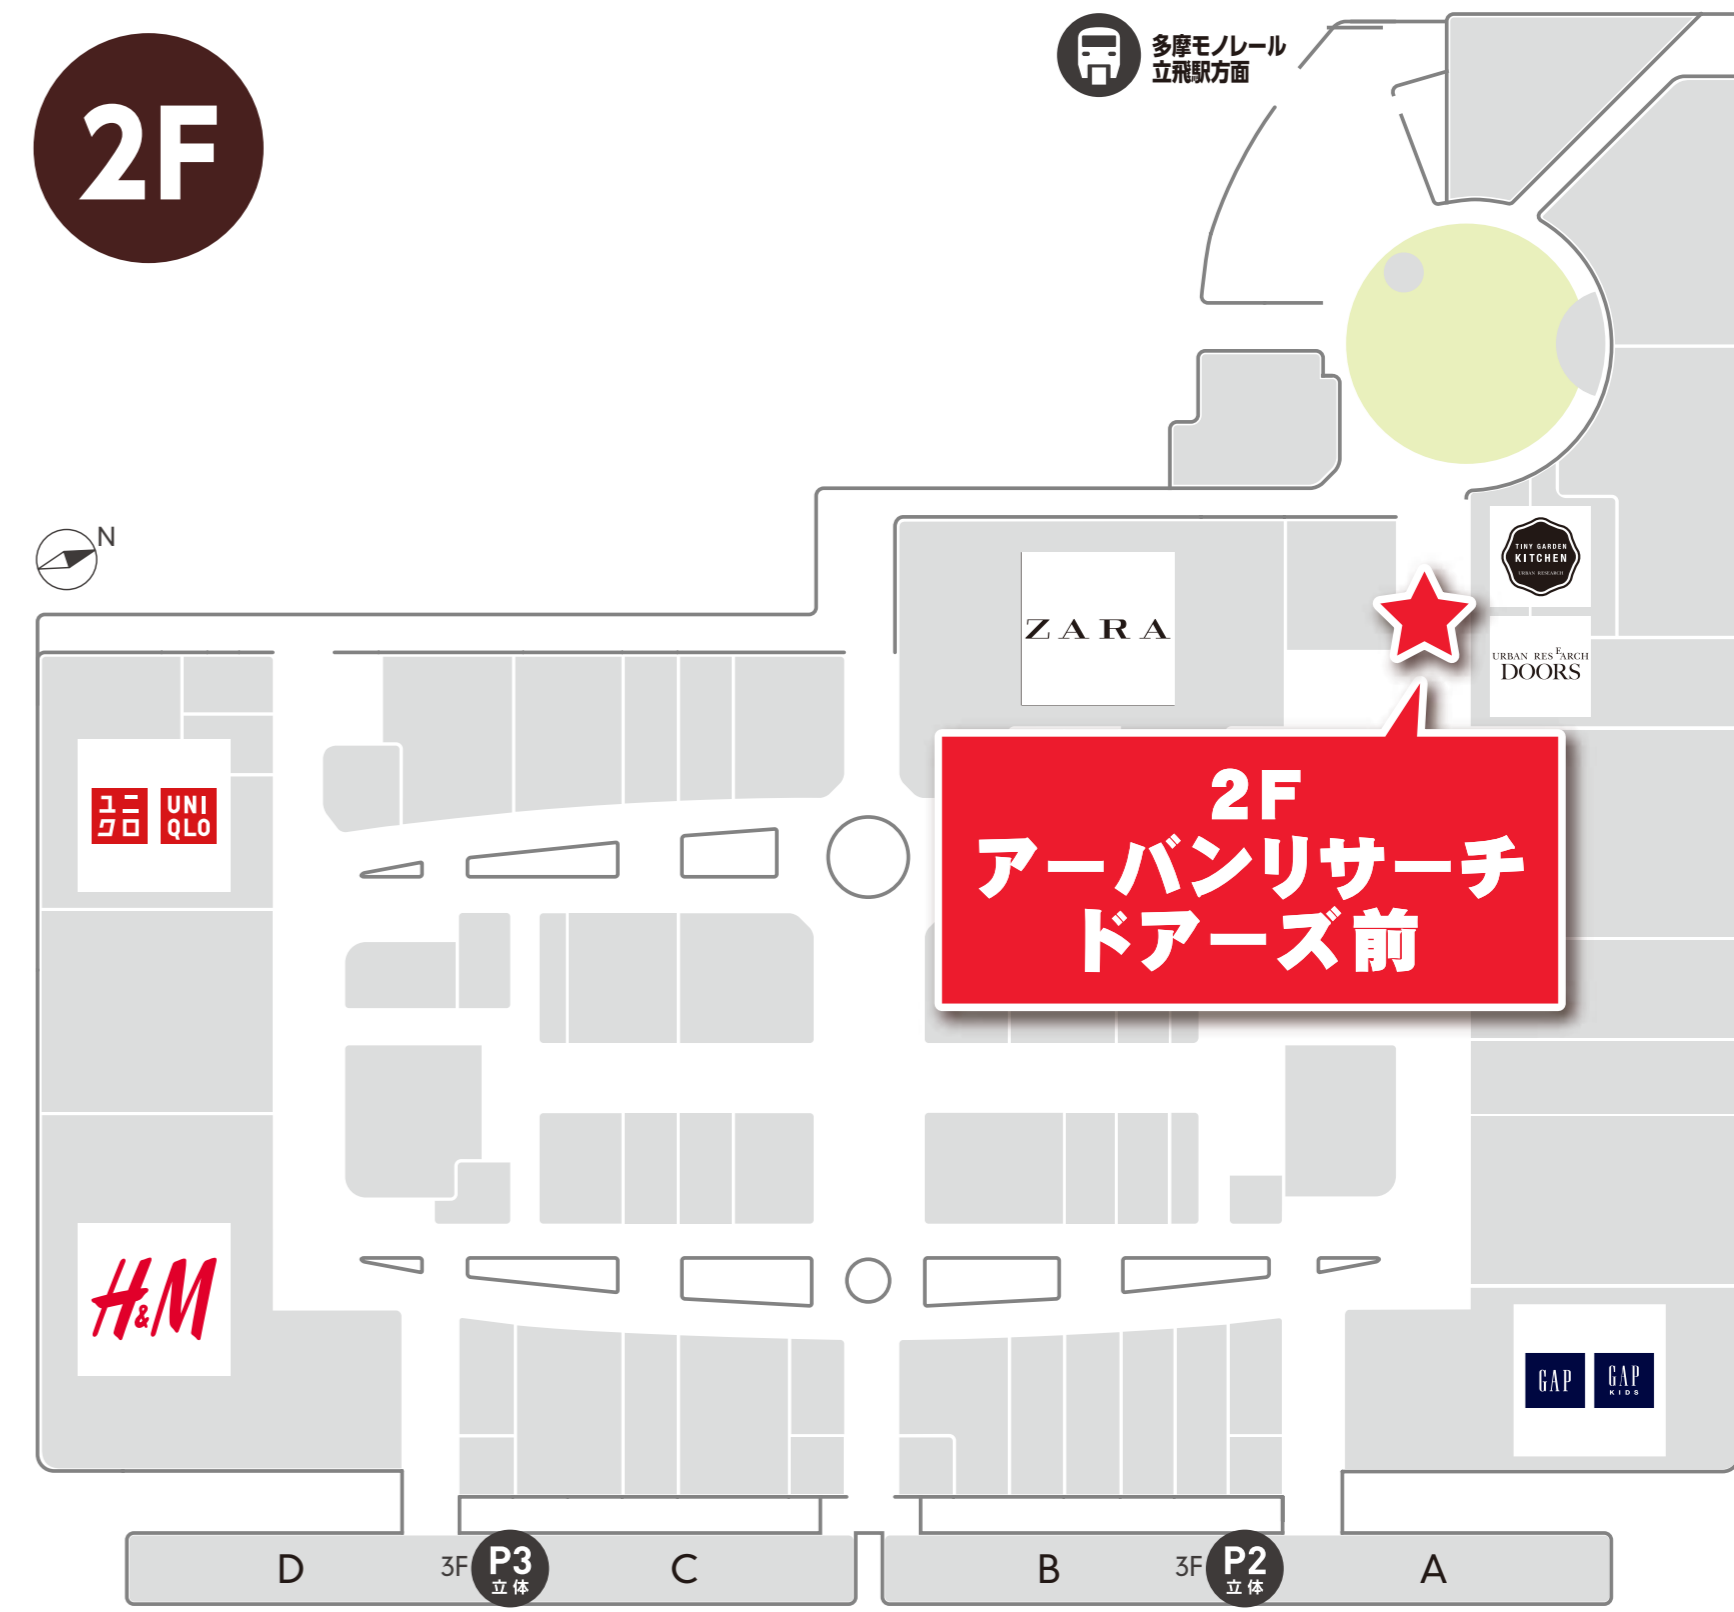 2F
多摩モノレール
立飛駅方面
N
TINY GARDEN
KITCHEN
URBAN RESEARCH
ZARA
URBAN RESEARCH
DOORS
ユニ
クロ
UNI
QLO
2F
アーバンリサーチ
ドアーズ前
H&M
GAP
GAP
KIDS
D
3F
P3
立体
C
B
3F
P2
立体
A